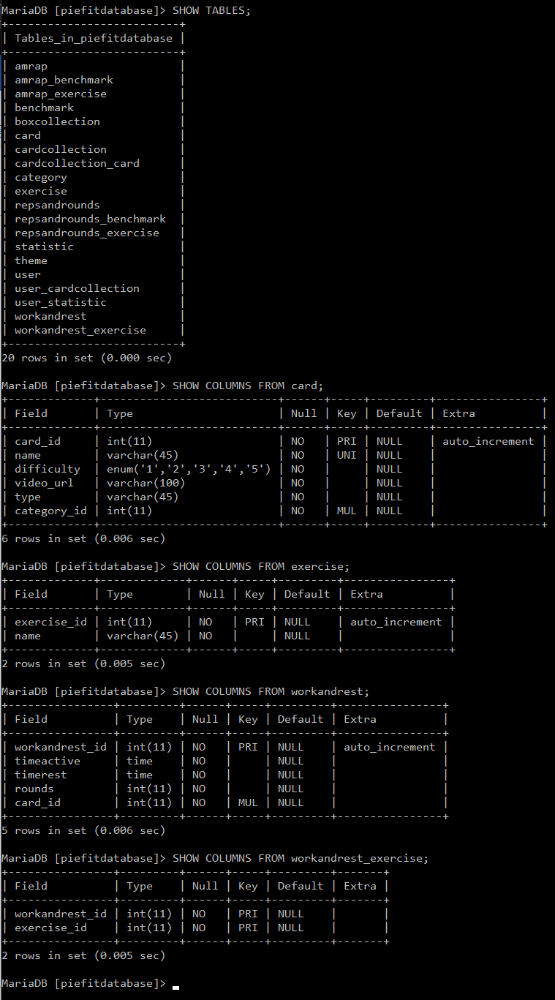 MariaDB [piefitdatabase]> SHOW TABLES;
+--------------------------+
| Tables_in_piefitdatabase |
+--------------------------+
| amrap                    |
| amrap_benchmark          |
| amrap_exercise           |
| benchmark                |
| boxcollection            |
| card                     |
| cardcollection           |
| cardcollection_card      |
| category                 |
| exercise                 |
| repsandrounds            |
| repsandrounds_benchmark  |
| repsandrounds_exercise   |
| statistic                |
| theme                    |
| user                     |
| user_cardcollection      |
| user_statistic           |
| workandrest              |
| workandrest_exercise     |
+--------------------------+
20 rows in set (0.000 sec)

MariaDB [piefitdatabase]> SHOW COLUMNS FROM card;
+-------------+---------------------------+------+-----+---------+----------------+
| Field       | Type                      | Null | Key | Default | Extra          |
+-------------+---------------------------+------+-----+---------+----------------+
| card_id     | int(11)                   | NO   | PRI | NULL    | auto_increment |
| name        | varchar(45)               | NO   | UNI | NULL    |                |
| difficulty  | enum('1','2','3','4','5') | NO   |     | NULL    |                |
| video_url   | varchar(100)              | NO   |     | NULL    |                |
| type        | varchar(45)               | NO   |     | NULL    |                |
| category_id | int(11)                   | NO   | MUL | NULL    |                |
+-------------+---------------------------+------+-----+---------+----------------+
6 rows in set (0.006 sec)

MariaDB [piefitdatabase]> SHOW COLUMNS FROM exercise;
+-------------+-------------+------+-----+---------+----------------+
| Field       | Type        | Null | Key | Default | Extra          |
+-------------+-------------+------+-----+---------+----------------+
| exercise_id | int(11)     | NO   | PRI | NULL    | auto_increment |
| name        | varchar(45) | NO   |     | NULL    |                |
+-------------+-------------+------+-----+---------+----------------+
2 rows in set (0.005 sec)

MariaDB [piefitdatabase]> SHOW COLUMNS FROM workandrest;
+----------------+---------+------+-----+---------+----------------+
| Field          | Type    | Null | Key | Default | Extra          |
+----------------+---------+------+-----+---------+----------------+
| workandrest_id | int(11) | NO   | PRI | NULL    | auto_increment |
| timeactive     | time    | NO   |     | NULL    |                |
| timerest       | time    | NO   |     | NULL    |                |
| rounds         | int(11) | NO   |     | NULL    |                |
| card_id        | int(11) | NO   | MUL | NULL    |                |
+----------------+---------+------+-----+---------+----------------+
5 rows in set (0.006 sec)

MariaDB [piefitdatabase]> SHOW COLUMNS FROM workandrest_exercise;
+----------------+---------+------+-----+---------+-------+
| Field          | Type    | Null | Key | Default | Extra |
+----------------+---------+------+-----+---------+-------+
| workandrest_id | int(11) | NO   | PRI | NULL    |       |
| exercise_id    | int(11) | NO   | PRI | NULL    |       |
+----------------+---------+------+-----+---------+-------+
2 rows in set (0.005 sec)

MariaDB [piefitdatabase]>